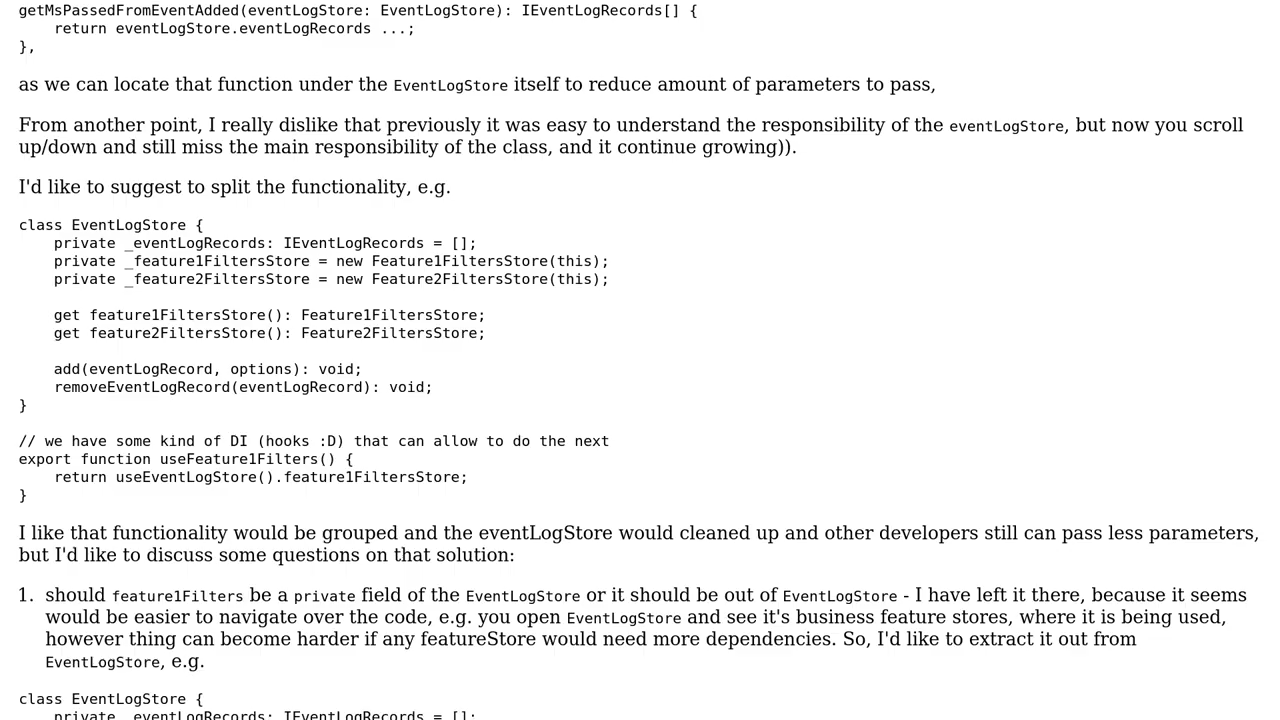 getMsPassedFromEventAdded(eventLogStore: EventLogStore): IEventLogRecords[] {
    return eventLogStore.eventLogRecords ...;
},
as we can locate that function under the EventLogStore itself to reduce amount of parameters to pass,
From another point, I really dislike that previously it was easy to understand the responsibility of the eventLogStore, but now you scroll
up/down and still miss the main responsibility of the class, and it continue growing)).
I'd like to suggest to split the functionality, e.g.
class EventLogStore {
    private _eventLogRecords: IEventLogRecords = [];
    private _feature1FiltersStore = new Feature1FiltersStore(this);
    private _feature2FiltersStore = new Feature2FiltersStore(this);
    get feature1FiltersStore(): Feature1FiltersStore;
    get feature2FiltersStore(): Feature2FiltersStore;
    add(eventLogRecord, options): void;
    removeEventLogRecord(eventLogRecord): void;
}
// we have some kind of DI (hooks :D) that can allow to do the next
export function useFeature1Filters() {
    return useEventLogStore().feature1FiltersStore;
}
I like that functionality would be grouped and the eventLogStore would cleaned up and other developers still can pass less parameters,
but I'd like to discuss some questions on that solution:
1. should feature1Filters be a private field of the EventLogStore or it should be out of EventLogStore - I have left it there, because it seems
would be easier to navigate over the code, e.g. you open EventLogStore and see it's business feature stores, where it is being used,
however thing can become harder if any featureStore would need more dependencies. So, I'd like to extract it out from
EventLogStore, e.g.
class EventLogStore {
    private _eventLogRecords: IEventLogRecords = [];